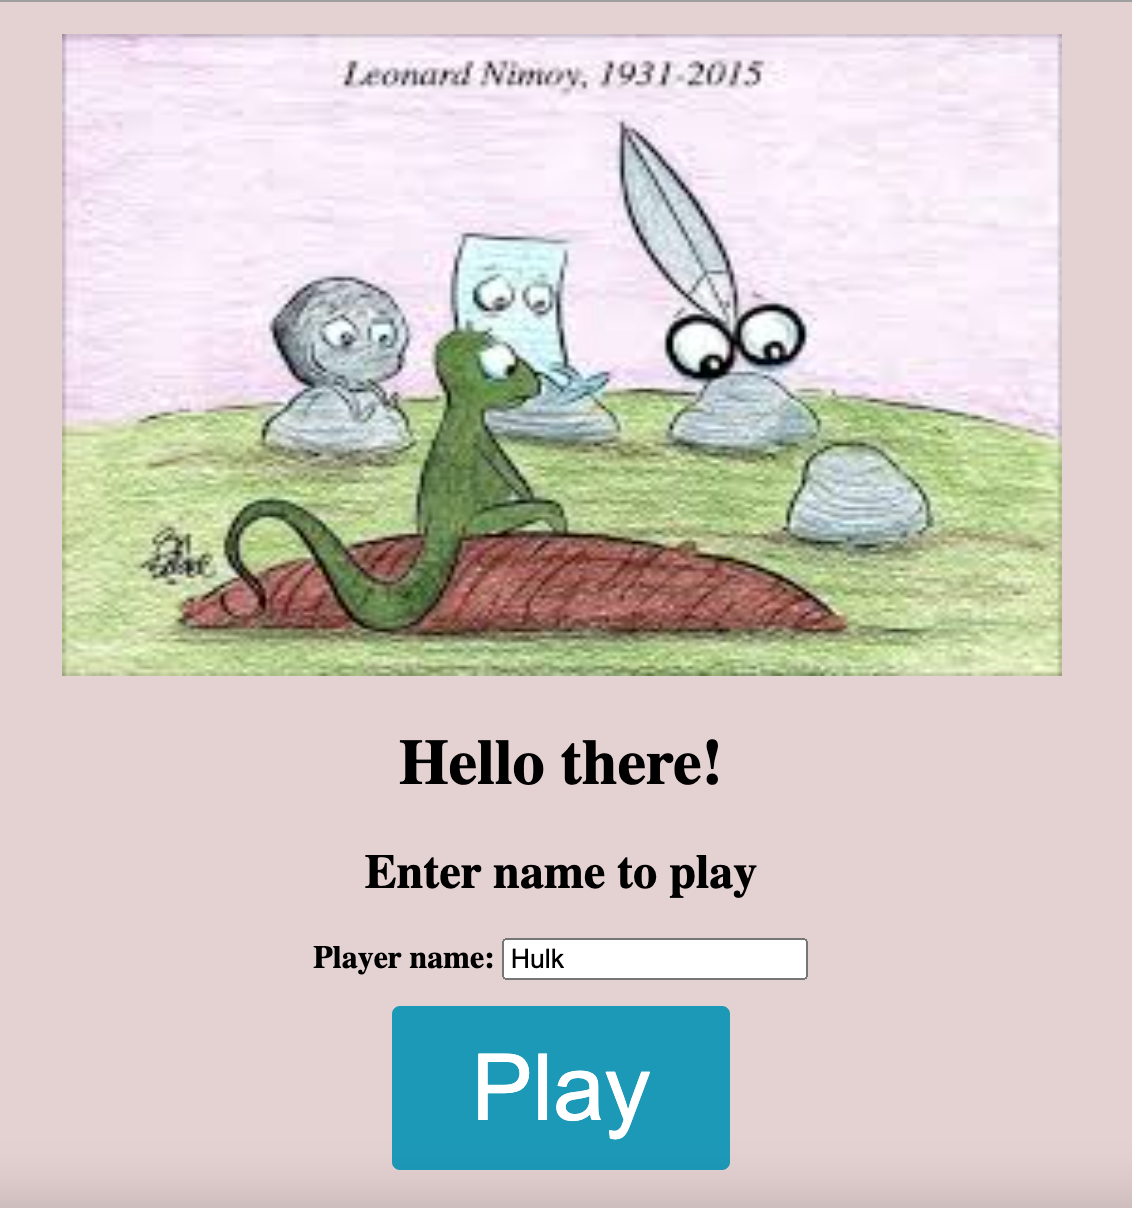 Leonard Nimoy, 1931-2015
Hello there!
Enter name to play
Player name: Hulk
Play